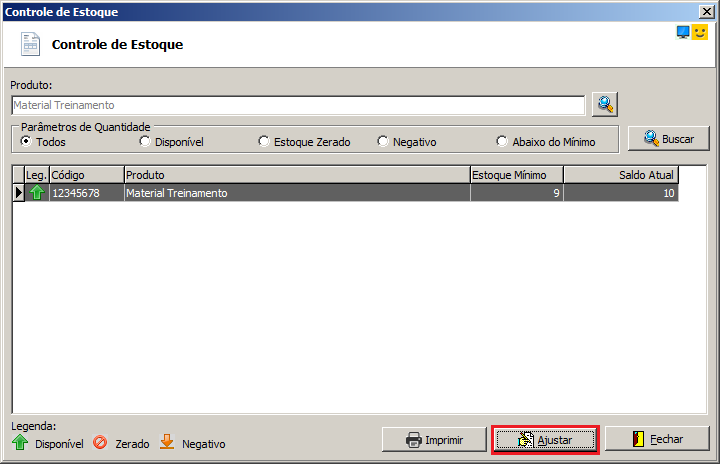 Controle de Estoque
Controle de Estoque
Produto:
Material Treinamento
Parâmetros de Quantidade
Todos Disponível Estoque Zerado Negativo Abaixo do Mínimo Buscar
Leg. Código Produto Estoque Mínimo Saldo Atual
12345678 Material Treinamento 9 10
Legenda:
Disponível Zerado Negativo Imprimir Ajustar Fechar